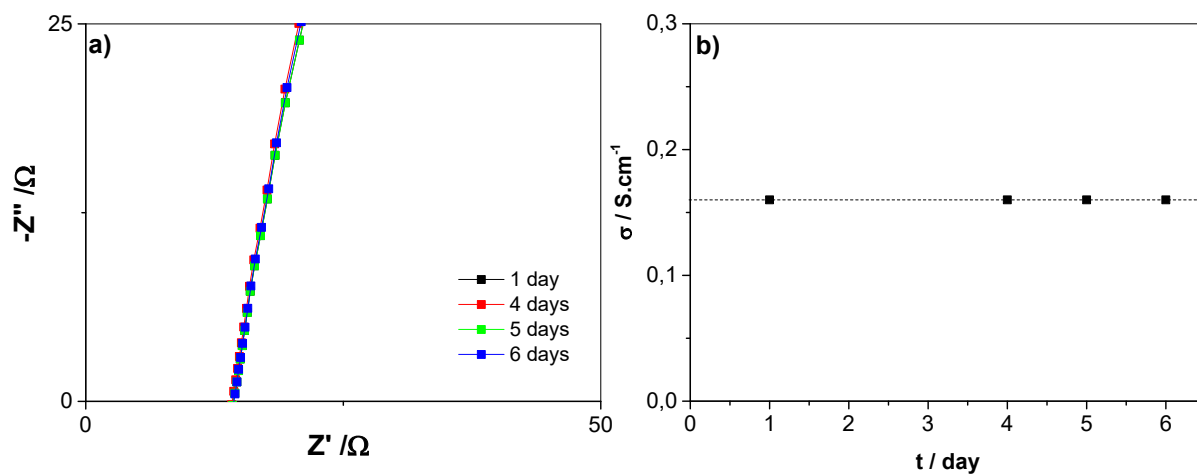 a)
25
0
-Z" /Ω
0
50
Z' /Ω
1 day
4 days
5 days
6 days
b)
0,3
0,2
0,1
0,0
σ / S.cm⁻¹
0
1
2
3
4
5
6
t / day